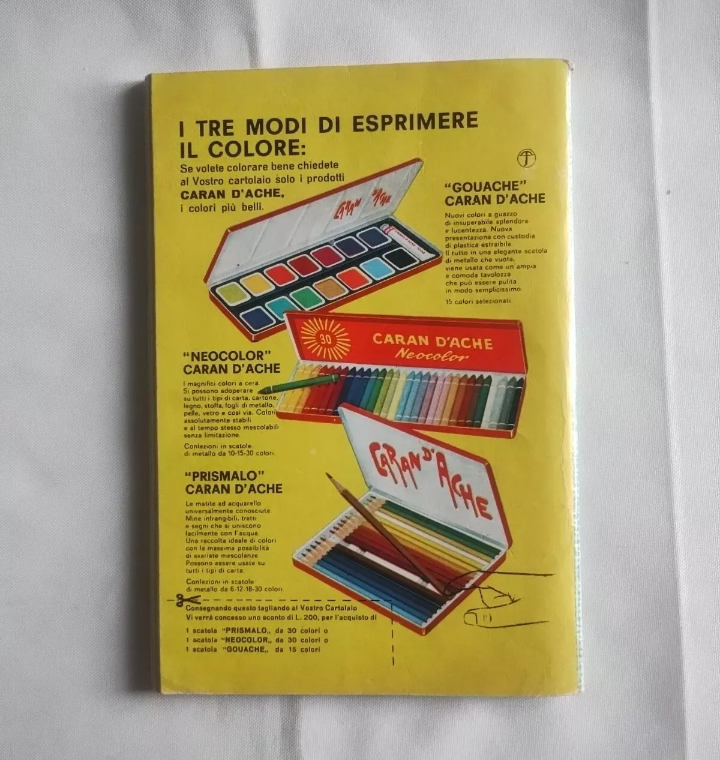 I TRE MODI DI ESPRIMERE
IL COLORE:
Se volete colorare bene chiedete
al Vostro cartolaio solo i prodotti
CARAN D'ACHE,
i colori più belli.
CARAN D'ACHE
"GOUACHE"
CARAN D'ACHE
Nuovi colori a guazzo
di insuperabile splendore
e lucentezza. Nuova
presentazione con custodia
di plastica estraibile.
Il tutto in una elegante scatola
di metallo che vuota,
viene usata come un'ampia
e comoda tavolozza
che può essere pulita
in modo semplicissimo.
15 colori selezionati.
30
CARAN D'ACHE
Neocolor
"NEOCOLOR"
CARAN D'ACHE
I magnifici colori a cera.
Si possono adoperare
su tutti i tipi di carta, cartone,
legno, stoffa, fogli di metallo,
pelle, vetro e così via. Colori
assolutamente stabili
e al tempo stesso mescolabili
senza limitazione.
Confezioni in scatole
di metallo da 10-15-30 colori.
CARAN D'ACHE
"PRISMALO"
CARAN D'ACHE
Le matite ad acquarello
universalmente conosciute
Mine infrangibili, tratti
e segni che si uniscono
facilmente con l'acqua
Una raccolta ideale di colori
con la massima possibilità
di svariate mescolanze
Possono essere usate su
tutti i tipi di carta.
Confezioni in scatole
di metallo da 6-12-18-30 colori.
Consegnando questo tagliando al Vostro Cartolaio
Vi verrà concesso uno sconto di L. 200, per l'acquisto di
1 scatola "PRISMALO„ da 30 colori o
1 scatola "NEOCOLOR„ da 30 colori o
1 scatola "GOUACHE„ da 15 colori